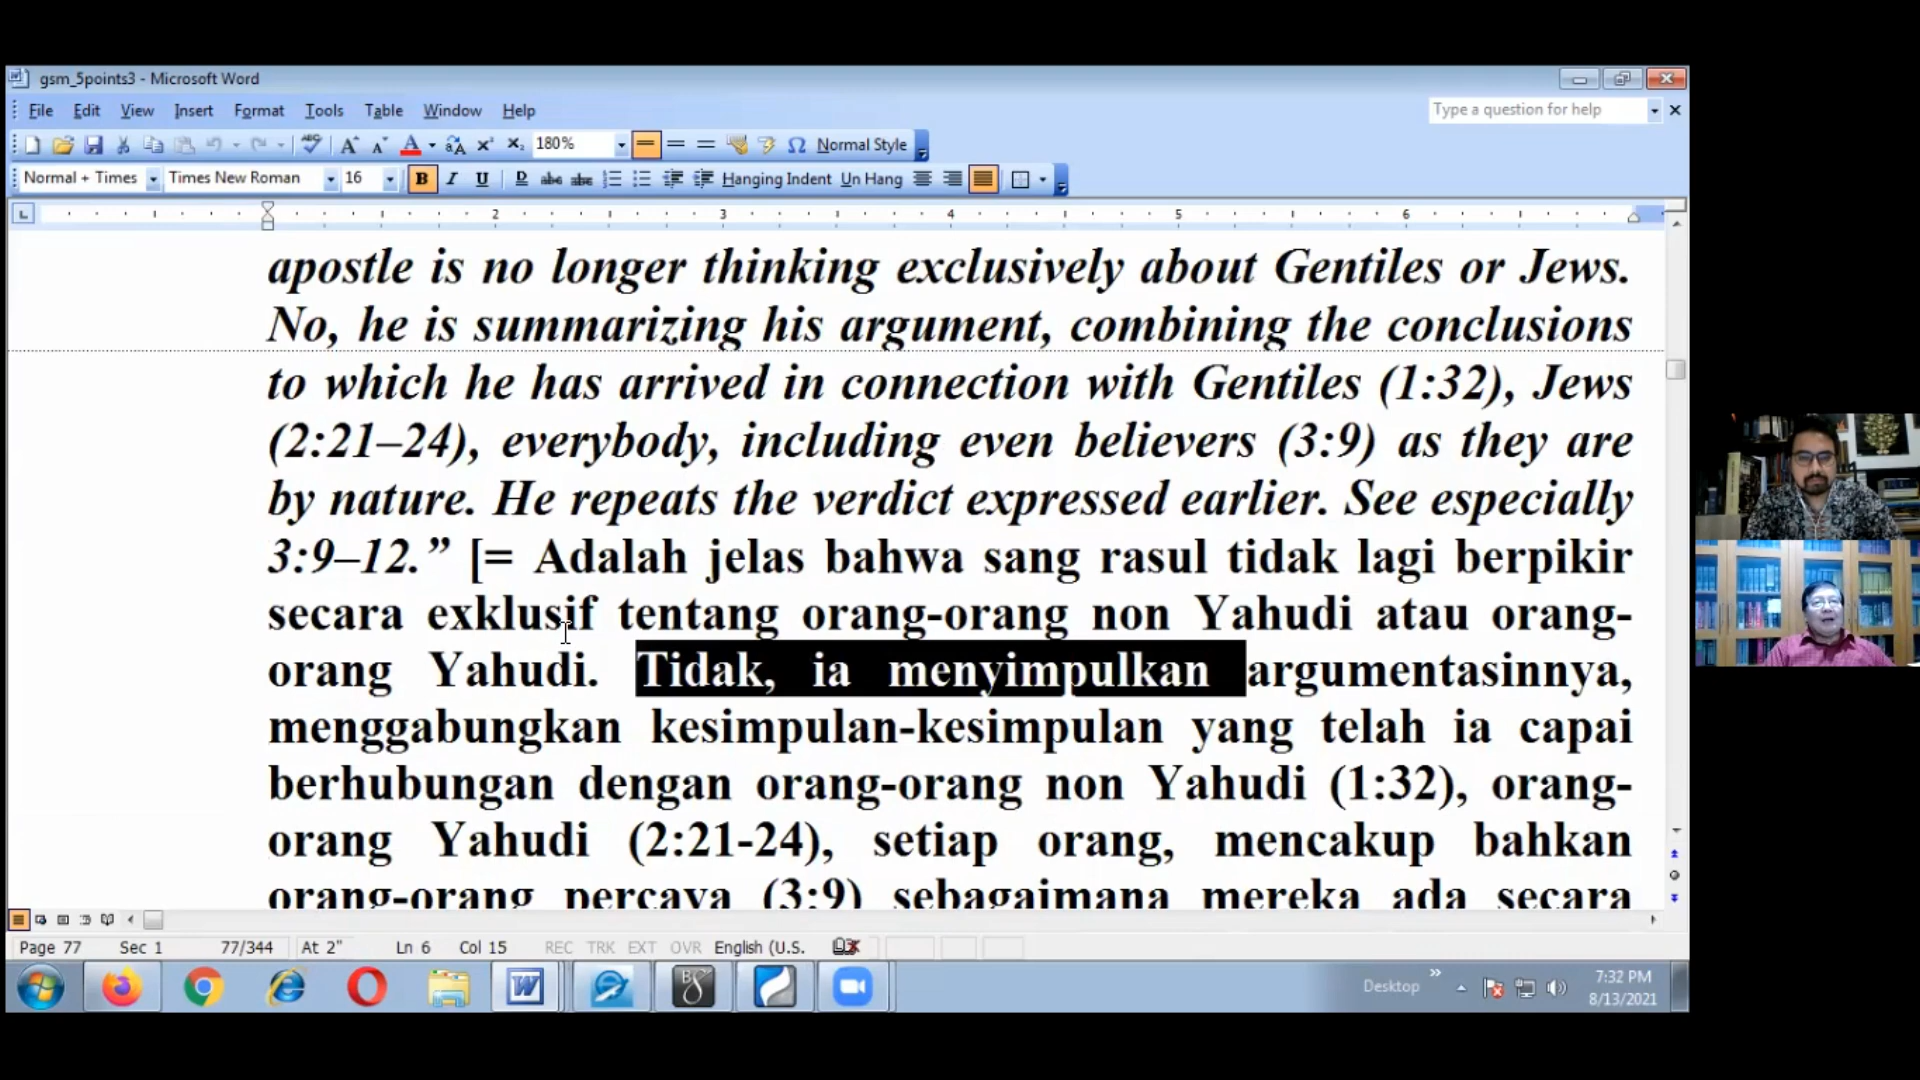 gsm_5points3 - Microsoft Word
File Edit View Insert Format Tools Table Window Help
Type a question for help
180% Normal Style
Normal + Times Times New Roman 16 B I U Hanging Indent Un Hang
2 3 4 5 6
apostle is no longer thinking exclusively about Gentiles or Jews.
No, he is summarizing his argument, combining the conclusions
to which he has arrived in connection with Gentiles (1:32), Jews
(2:21–24), everybody, including even believers (3:9) as they are
by nature. He repeats the verdict expressed earlier. See especially
3:9–12.” [= Adalah jelas bahwa sang rasul tidak lagi berpikir
secara exklusif tentang orang-orang non Yahudi atau orang-
orang Yahudi. Tidak, ia menyimpulkan argumentasinnya,
menggabungkan kesimpulan-kesimpulan yang telah ia capai
berhubungan dengan orang-orang non Yahudi (1:32), orang-
orang Yahudi (2:21-24), setiap orang, mencakup bahkan
orang-orang percaya (3:9) sebagaimana mereka ada secara
Page 77 Sec 1 77/344 At 2" Ln 6 Col 15 REC TRK EXT OVR English (U.S.
Desktop
7:32 PM
8/13/2021